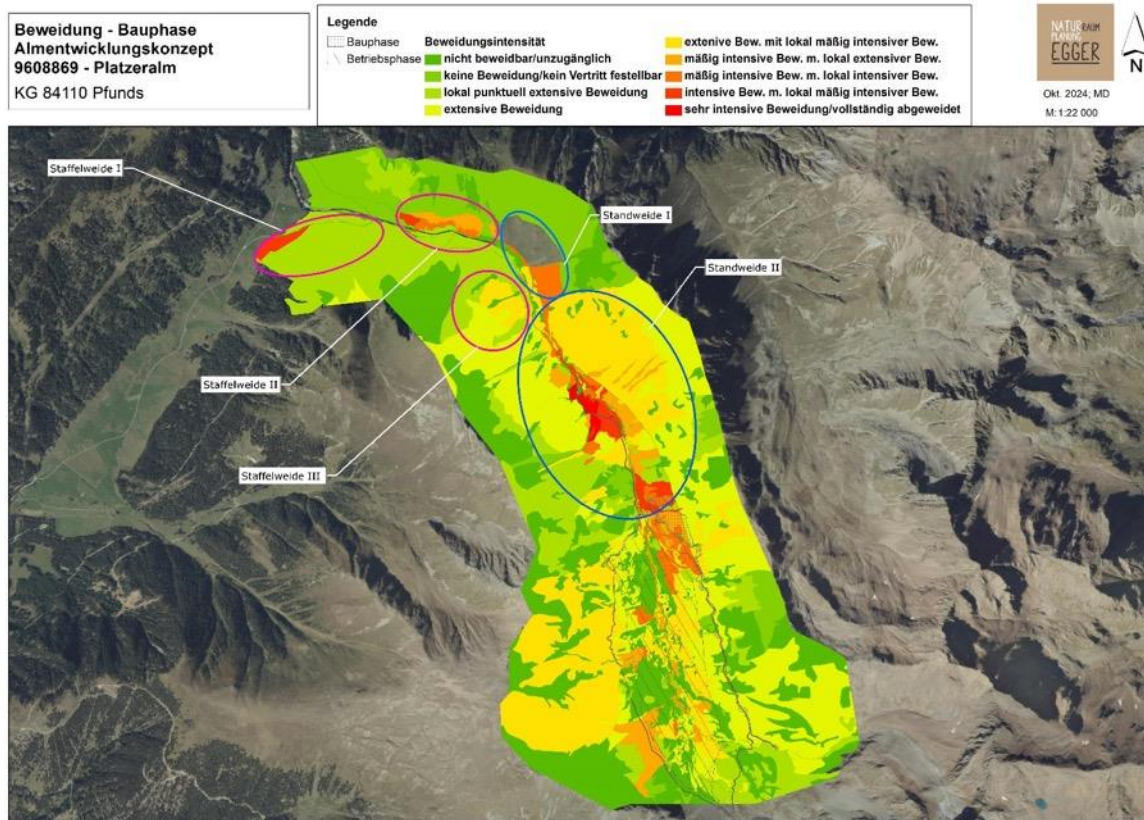 Beweidung - Bauphase
Almentwicklungskonzept
9608869 - Platzeralm
KG 84110 Pfunds
Legende
Bauphase
Betriebsphase
Beweidungsintensität
nicht beweidbar/unzugänglich
keine Beweidung/kein Vertritt festellbar
lokal punktuell extensive Beweidung
extensive Beweidung
extenive Bew. mit lokal mäßig intensiver Bew.
mäßig intensive Bew. m. lokal extensiver Bew.
mäßig intensive Bew. m. lokal intensiver Bew.
intensive Bew. m. lokal mäßig intensiver Bew.
sehr intensive Beweidung/vollständig abgeweidet
NATURRAUM
PLANUNG
EGGER
N
Okt. 2024; MD
M: 1:22 000
Staffelweide I
Standweide I
Standweide II
Staffelweide II
Staffelweide III